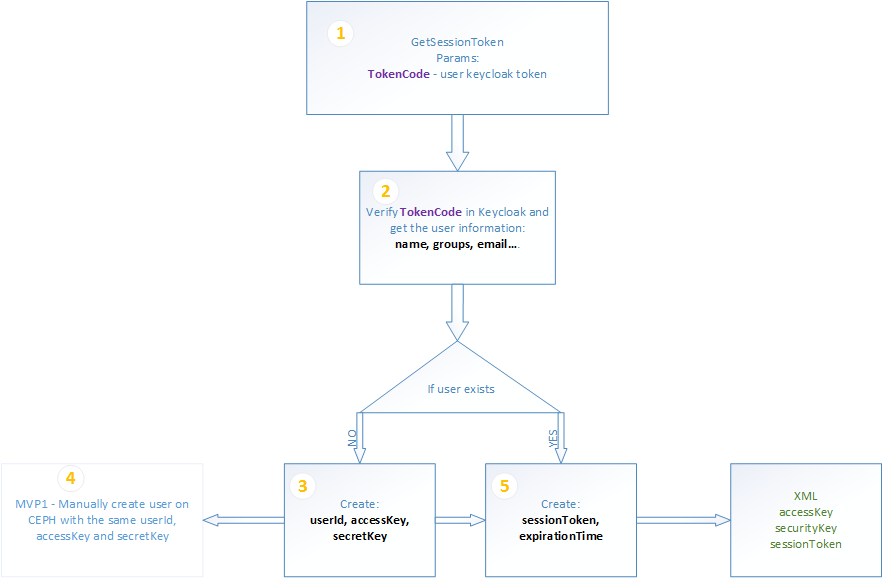 1
GetSessionToken
Params:
TokenCode - user keycloak token
2
Verify TokenCode in Keycloak and
get the user information:
name, groups, email….
If user exists
NO
YES
4
MVP1 - Manually create user on
CEPH with the same userId,
accessKey and secretKey
3
Create:
userId, accessKey,
secretKey
5
Create:
sessionToken,
expirationTime
XML
accessKey
securityKey
sessionToken